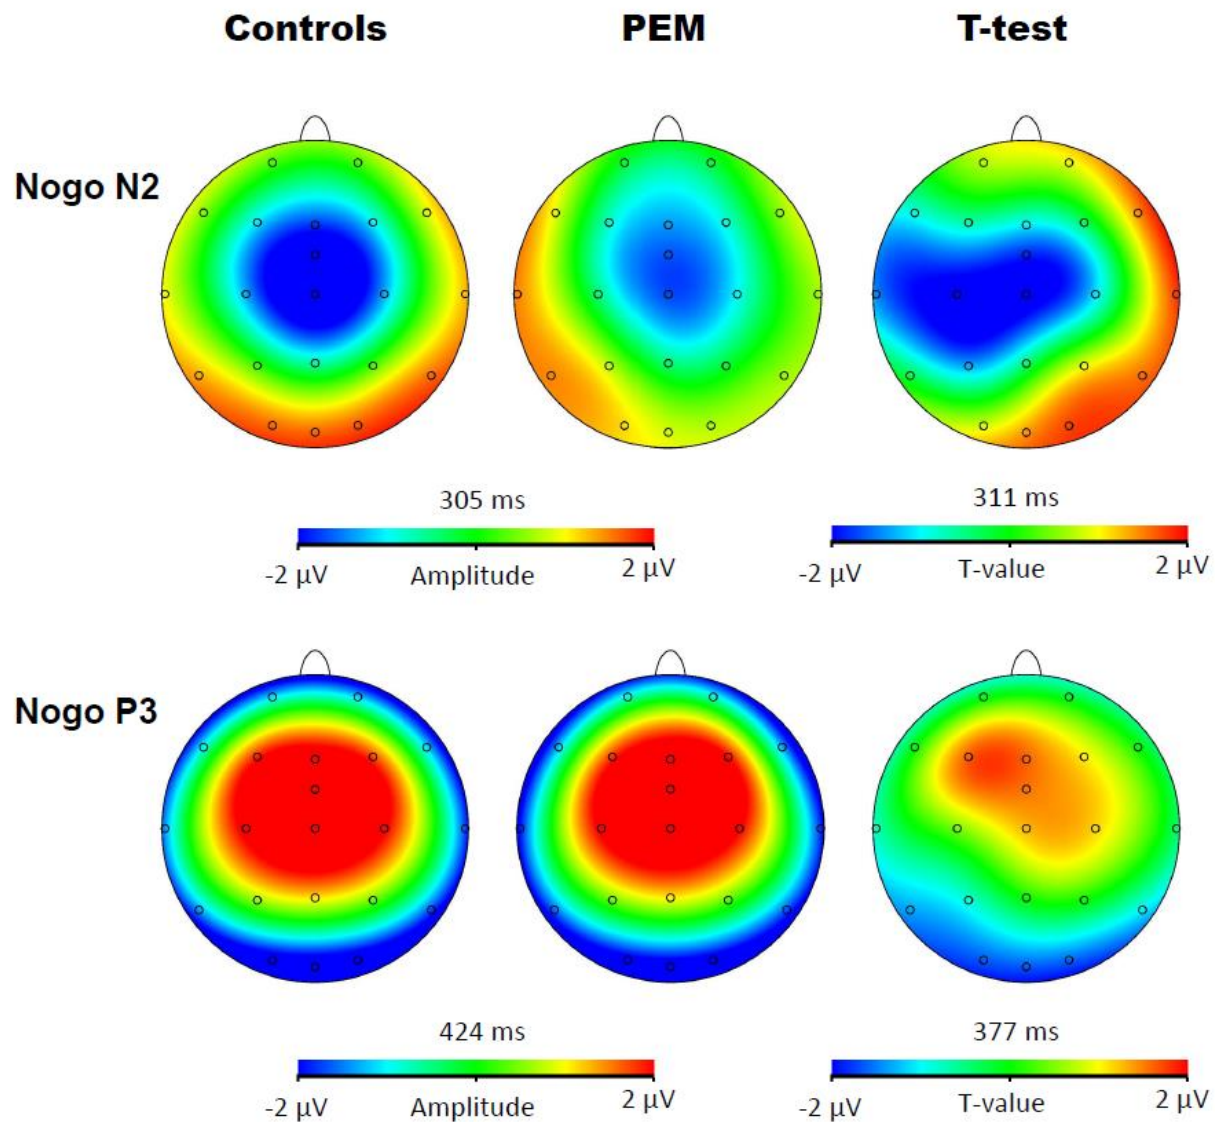 Controls PEM T-test
Nogo N2
305 ms 311 ms
-2 µV Amplitude 2 µV -2 µV T-value 2 µV
Nogo P3
424 ms 377 ms
-2 µV Amplitude 2 µV -2 µV T-value 2 µV